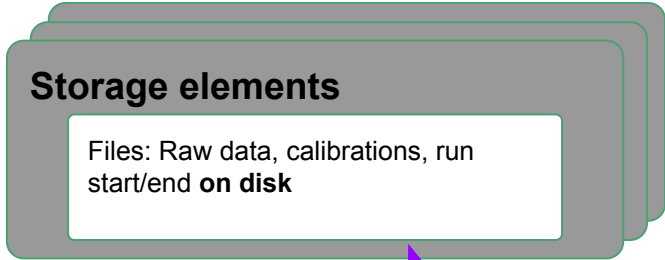 Storage elements
Files: Raw data, calibrations, run
start/end on disk